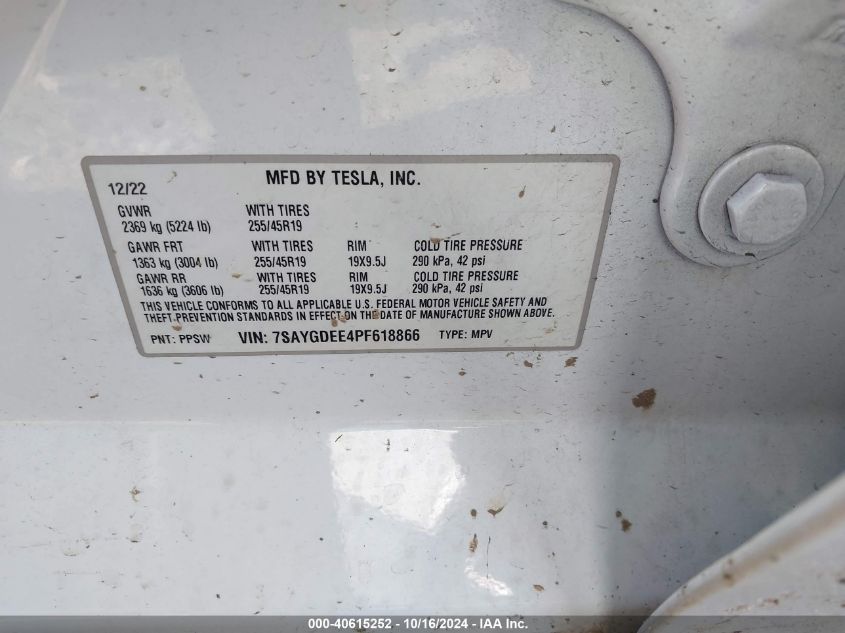 12/22
MFD BY TESLA, INC.
GVWR WITH TIRES
2369 kg (5224 lb) 255/45R19
GAWR FRT WITH TIRES RIM COLD TIRE PRESSURE
1363 kg (3004 lb) 255/45R19 19X9.5J 290 kPa, 42 psi
GAWR RR WITH TIRES RIM COLD TIRE PRESSURE
1636 kg (3606 lb) 255/45R19 19X9.5J 290 kPa, 42 psi
THIS VEHICLE CONFORMS TO ALL APPLICABLE U.S. FEDERAL MOTOR VEHICLE SAFETY AND
THEFT PREVENTION STANDARDS IN EFFECT ON THE DATE OF MANUFACTURE SHOWN ABOVE.
PNT: PPSW VIN: 7SAYGDEE4PF618866 TYPE: MPV
000-40615252 - 10/16/2024 - IAA Inc.